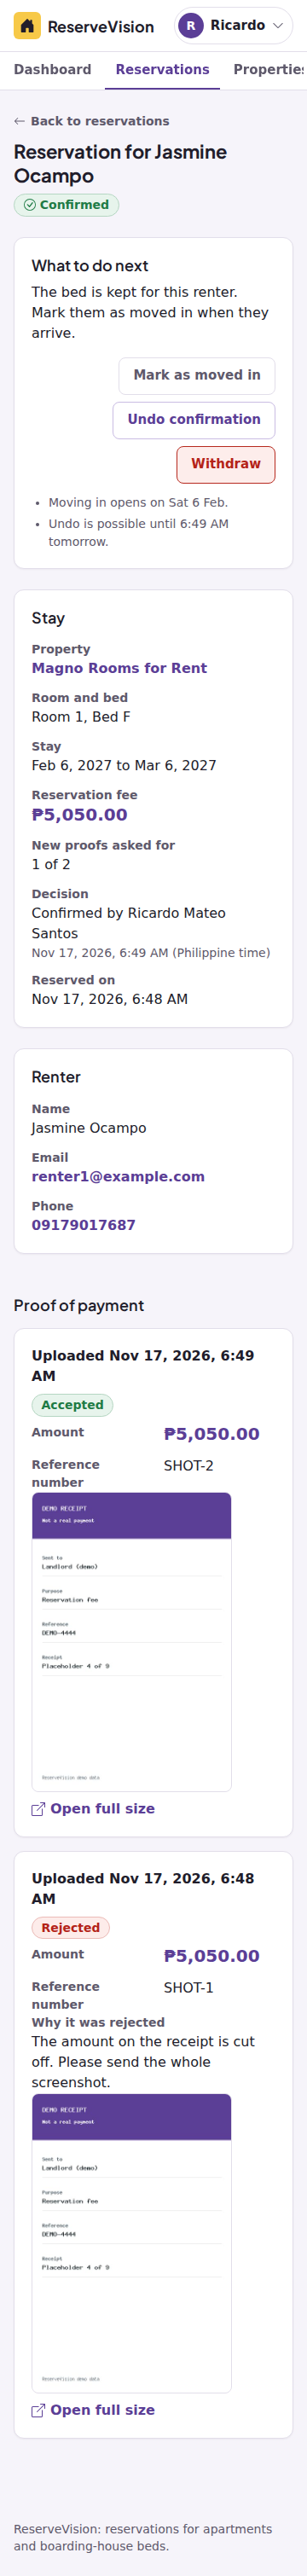 ReserveVision
R Ricardo
Dashboard Reservations Properties
← Back to reservations
Reservation for Jasmine
Ocampo
Confirmed
What to do next
The bed is kept for this renter.
Mark them as moved in when they
arrive.
Mark as moved in
Undo confirmation
Withdraw
• Moving in opens on Sat 6 Feb.
• Undo is possible until 6:49 AM
tomorrow.
Stay
Property
Magno Rooms for Rent
Room and bed
Room 1, Bed F
Stay
Feb 6, 2027 to Mar 6, 2027
Reservation fee
₱5,050.00
New proofs asked for
1 of 2
Decision
Confirmed by Ricardo Mateo
Santos
Nov 17, 2026, 6:49 AM (Philippine time)
Reserved on
Nov 17, 2026, 6:48 AM
Renter
Name
Jasmine Ocampo
Email
renter1@example.com
Phone
09179017687
Proof of payment
Uploaded Nov 17, 2026, 6:49
AM
Accepted
Amount ₱5,050.00
Reference SHOT-2
number
DEMO RECEIPT
Not a real payment
Sent to
Landlord (demo)
Purpose
Reservation fee
Reference
DEMO-4444
Receipt
Placeholder 4 of 9
ReserveVision demo data
Open full size
Uploaded Nov 17, 2026, 6:48
AM
Rejected
Amount ₱5,050.00
Reference SHOT-1
number
Why it was rejected
The amount on the receipt is cut
off. Please send the whole
screenshot.
DEMO RECEIPT
Not a real payment
Sent to
Landlord (demo)
Purpose
Reservation fee
Reference
DEMO-4444
Receipt
Placeholder 4 of 9
ReserveVision demo data
Open full size
ReserveVision: reservations for apartments
and boarding-house beds.